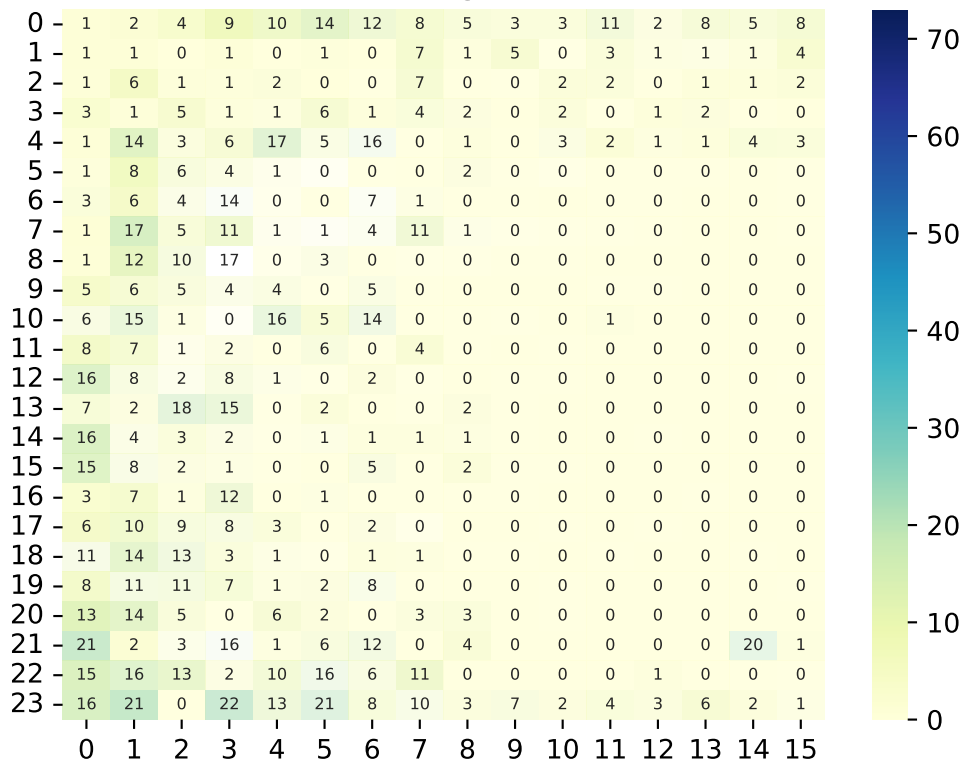 0 1 2 4 9 10 14 12 8 5 3 3 11 2 8 5 8
1 1 1 0 1 0 1 0 7 1 5 0 3 1 1 1 4
2 1 6 1 1 2 0 0 7 0 0 2 2 0 1 1 2
3 3 1 5 1 1 6 1 4 2 0 2 0 1 2 0 0
4 1 14 3 6 17 5 16 0 1 0 3 2 1 1 4 3
5 1 8 6 4 1 0 0 0 2 0 0 0 0 0 0 0
6 3 6 4 14 0 0 7 1 0 0 0 0 0 0 0 0
7 1 17 5 11 1 1 4 11 1 0 0 0 0 0 0 0
8 1 12 10 17 0 3 0 0 0 0 0 0 0 0 0 0
9 5 6 5 4 4 0 5 0 0 0 0 0 0 0 0 0
10 6 15 1 0 16 5 14 0 0 0 0 1 0 0 0 0
11 8 7 1 2 0 6 0 4 0 0 0 0 0 0 0 0
12 16 8 2 8 1 0 2 0 0 0 0 0 0 0 0 0
13 7 2 18 15 0 2 0 0 2 0 0 0 0 0 0 0
14 16 4 3 2 0 1 1 1 1 0 0 0 0 0 0 0
15 15 8 2 1 0 0 5 0 2 0 0 0 0 0 0 0
16 3 7 1 12 0 1 0 0 0 0 0 0 0 0 0 0
17 6 10 9 8 3 0 2 0 0 0 0 0 0 0 0 0
18 11 14 13 3 1 0 1 1 0 0 0 0 0 0 0 0
19 8 11 11 7 1 2 8 0 0 0 0 0 0 0 0 0
20 13 14 5 0 6 2 0 3 3 0 0 0 0 0 0 0
21 21 2 3 16 1 6 12 0 4 0 0 0 0 0 20 1
22 15 16 13 2 10 16 6 11 0 0 0 0 1 0 0 0
23 16 21 0 22 13 21 8 10 3 7 2 4 3 6 2 1
0 1 2 3 4 5 6 7 8 9 10 11 12 13 14 15
70
60
50
40
30
20
10
0